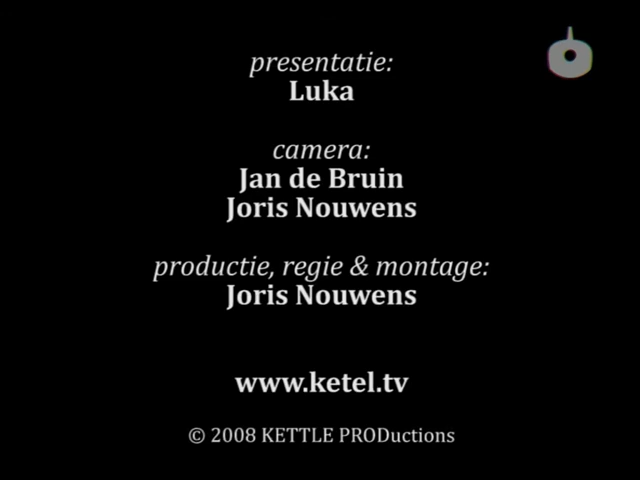 presentatie:
Luka
camera:
Jan de Bruin
Joris Nouwens
productie, regie & montage:
Joris Nouwens
www.ketel.tv
© 2008 KETTLE PRODuctions